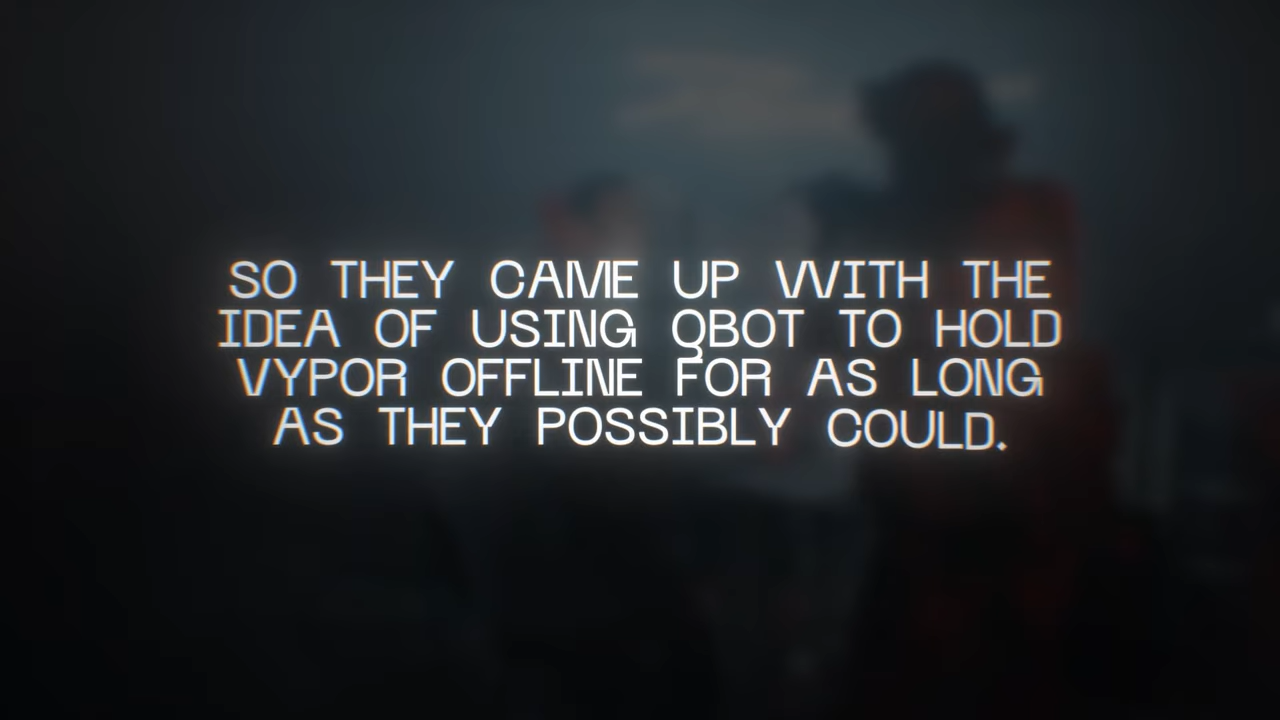 SO THEY CAME UP WITH THE
IDEA OF USING QBOT TO HOLD
VYPOR OFFLINE FOR AS LONG
AS THEY POSSIBLY COULD.